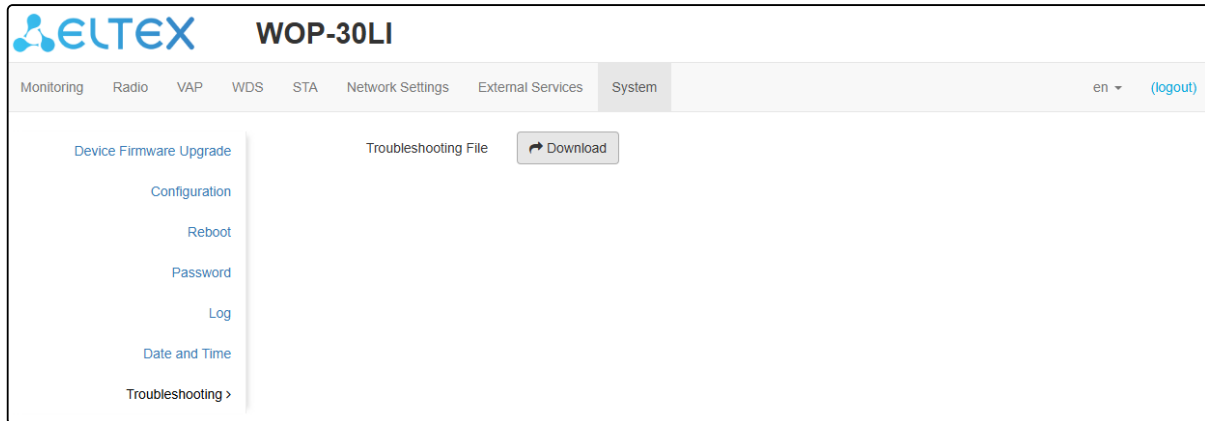 ELTEX WOP-30LI
Monitoring Radio VAP WDS STA Network Settings External Services System en (logout)
Device Firmware Upgrade
Configuration
Reboot
Password
Log
Date and Time
Troubleshooting >
Troubleshooting File Download